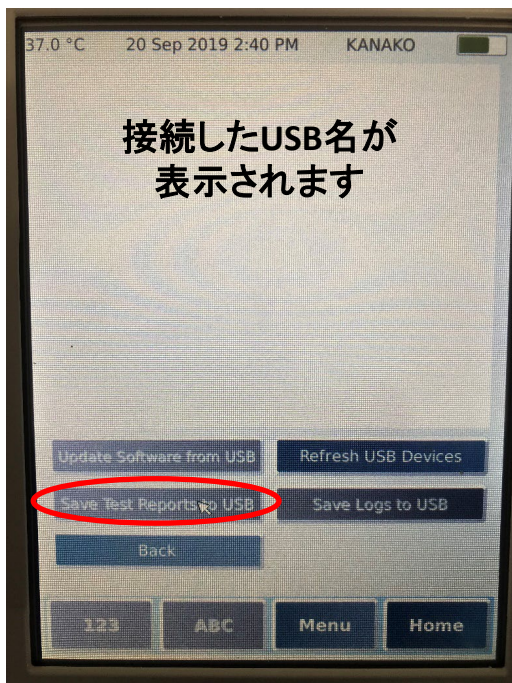 37.0 °C 20 Sep 2019 2:40 PM KANAKO
接続したUSB名が
表示されます
Update Software from USB Refresh USB Devices
Save Test Reports to USB Save Logs to USB
Back
123 ABC Menu Home